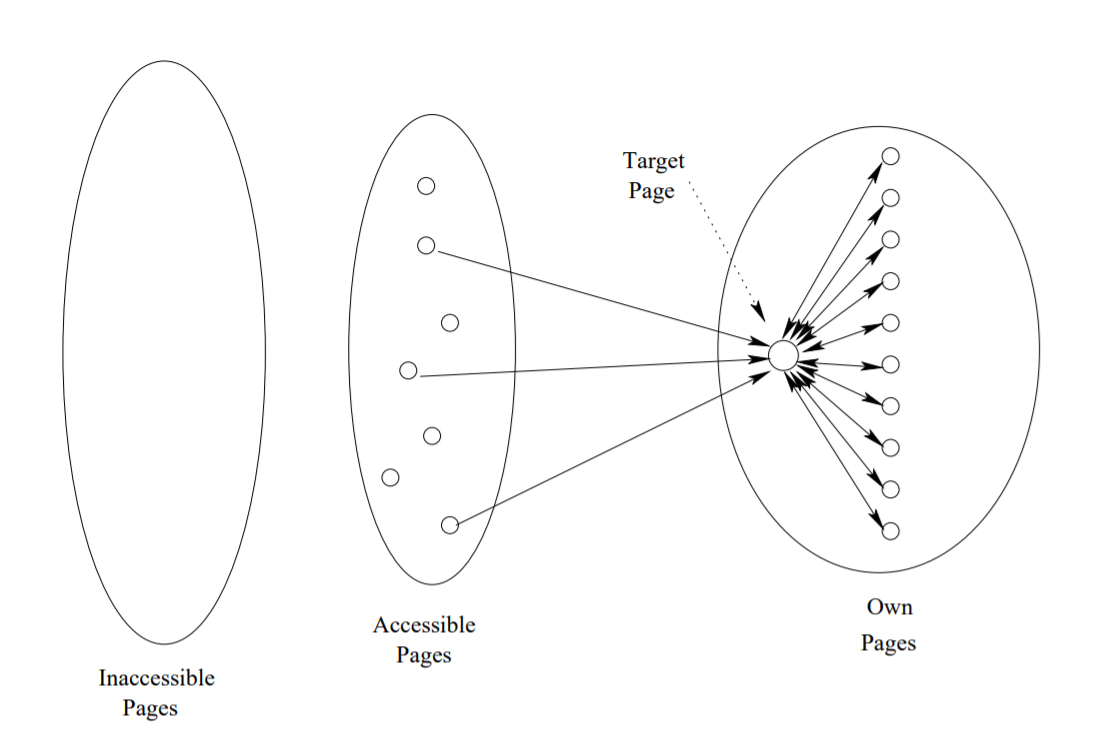 Target
Page
Own
Pages
Accessible
Pages
Inaccessible
Pages